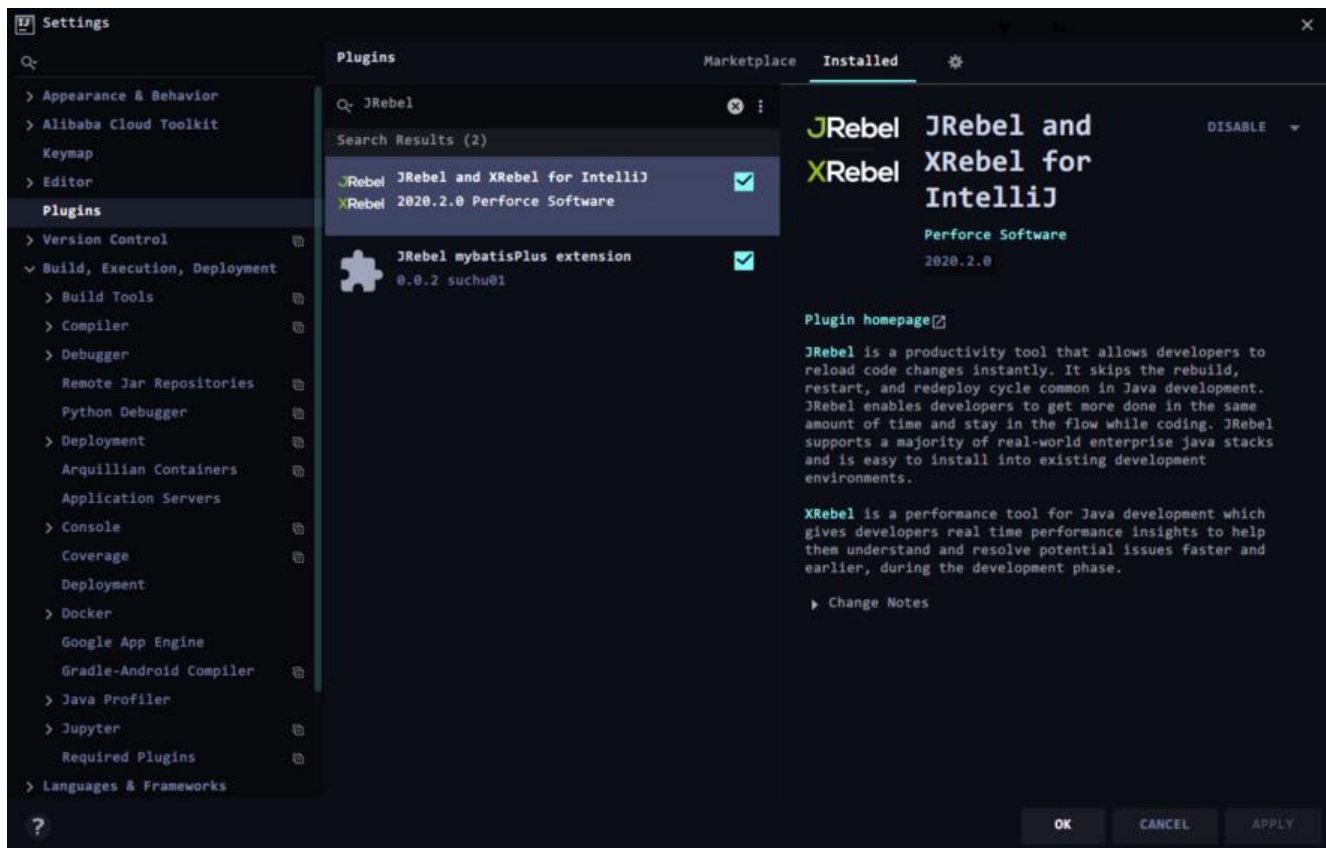 Settings
Appearance & Behavior
Alibaba Cloud Toolkit
Keymap
Editor
Plugins
Version Control
Build, Execution, Deployment
Build Tools
Compiler
Debugger
Remote Jar Repositories
Python Debugger
Deployment
Arquillian Containers
Application Servers
Console
Coverage
Deployment
Docker
Google App Engine
Gradle-Android Compiler
Java Profiler
Jupyter
Required Plugins
Languages & Frameworks
?
Plugins
Marketplace
Installed
JRebel
Search Results (2)
JRebel
XRebel
JRebel and XRebel for IntelliJ
2020.2.0 Perforce Software
JRebel mybatisPlus extension
0.0.2 suchu01
JRebel
XRebel
JRebel and
XRebel for
IntelliJ
DISABLE
Perforce Software
2020.2.0
Plugin homepage
JRebel is a productivity tool that allows developers to
reload code changes instantly. It skips the rebuild,
restart, and redeploy cycle common in Java development.
JRebel enables developers to get more done in the same
amount of time and stay in the flow while coding. JRebel
supports a majority of real-world enterprise java stacks
and is easy to install into existing development
environments.
XRebel is a performance tool for Java development which
gives developers real time performance insights to help
them understand and resolve potential issues faster and
earlier, during the development phase.
Change Notes
OK
CANCEL
APPLY